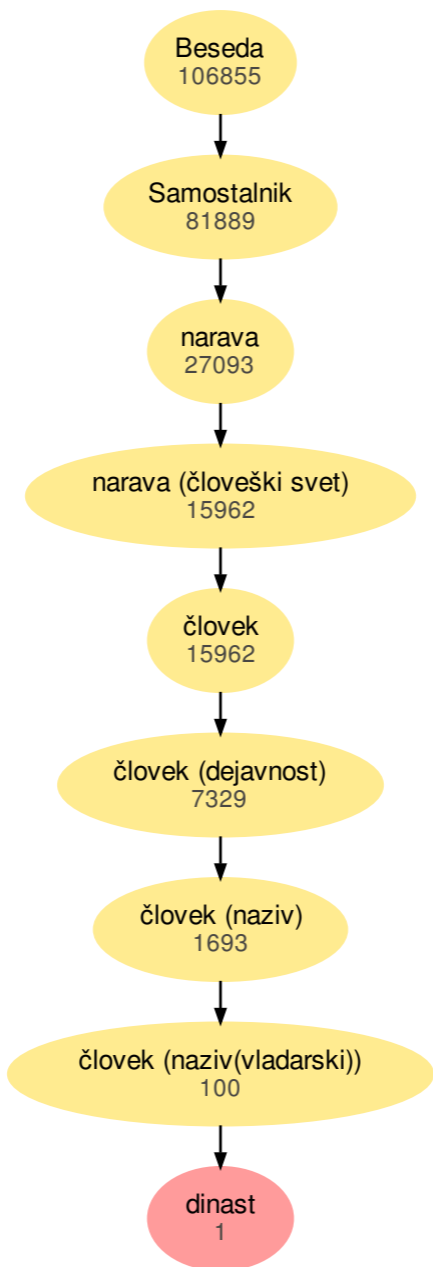 Beseda
106855
Samostalnik
81889
narava
27093
narava (človeški svet)
15962
človek
15962
človek (dejavnost)
7329
človek (naziv)
1693
človek (naziv(vladarski))
100
dinast
1